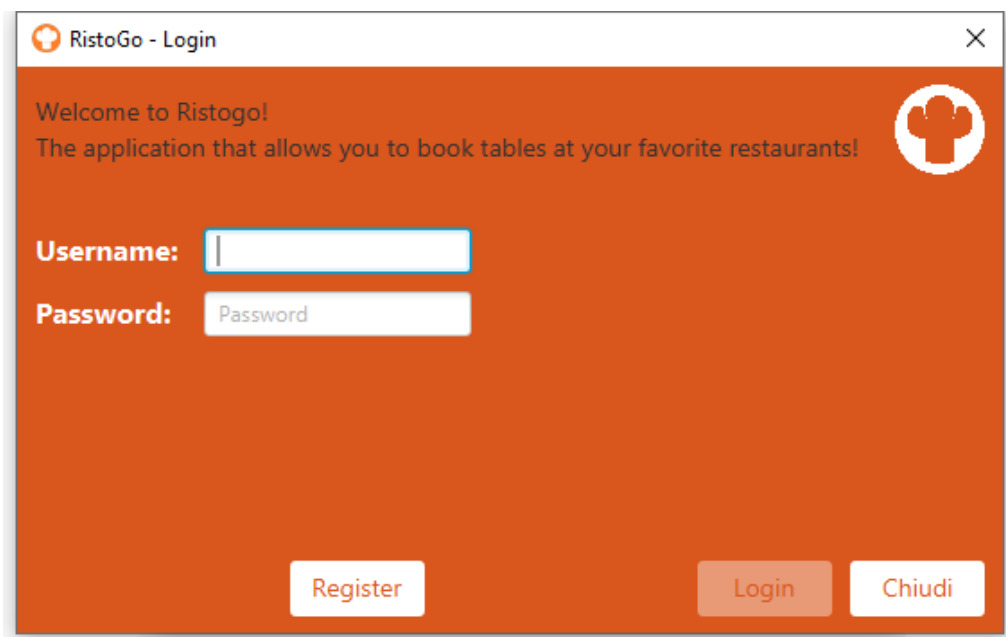 RistoGo - Login
Welcome to Ristogo!
The application that allows you to book tables at your favorite restaurants!
Username:
Password: Password
Register Login Chiudi